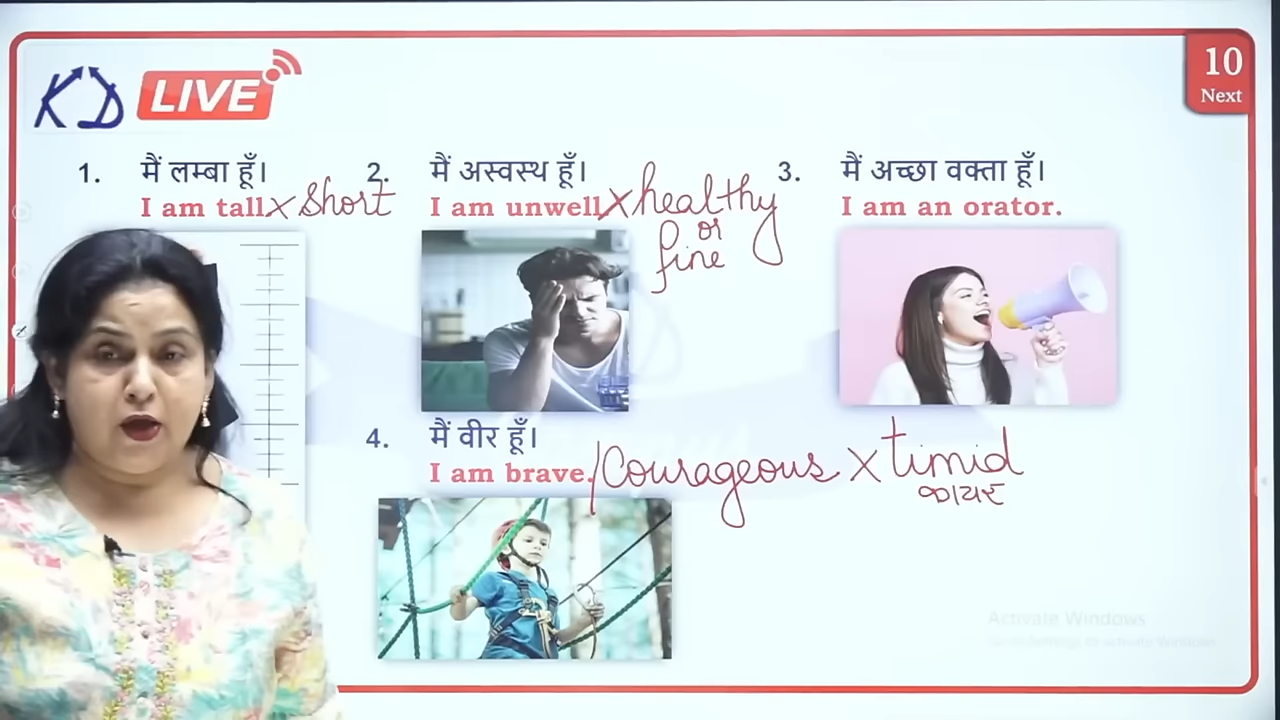 KD LIVE
10
Next
1. मैं लम्बा हूँ।
I am tall. x short
2. मैं अस्वस्थ हूँ।
I am unwell x healthy
or
fine
3. मैं अच्छा वक्ता हूँ।
I am an orator.
4. मैं वीर हूँ।
I am brave. / Courageous x timid
कायर
Activate Windows